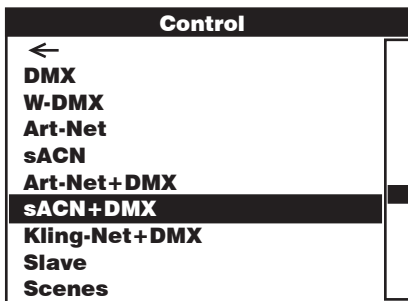 Control
←
DMX
W-DMX
Art-Net
sACN
Art-Net+DMX
sACN+DMX
Kling-Net+DMX
Slave
Scenes